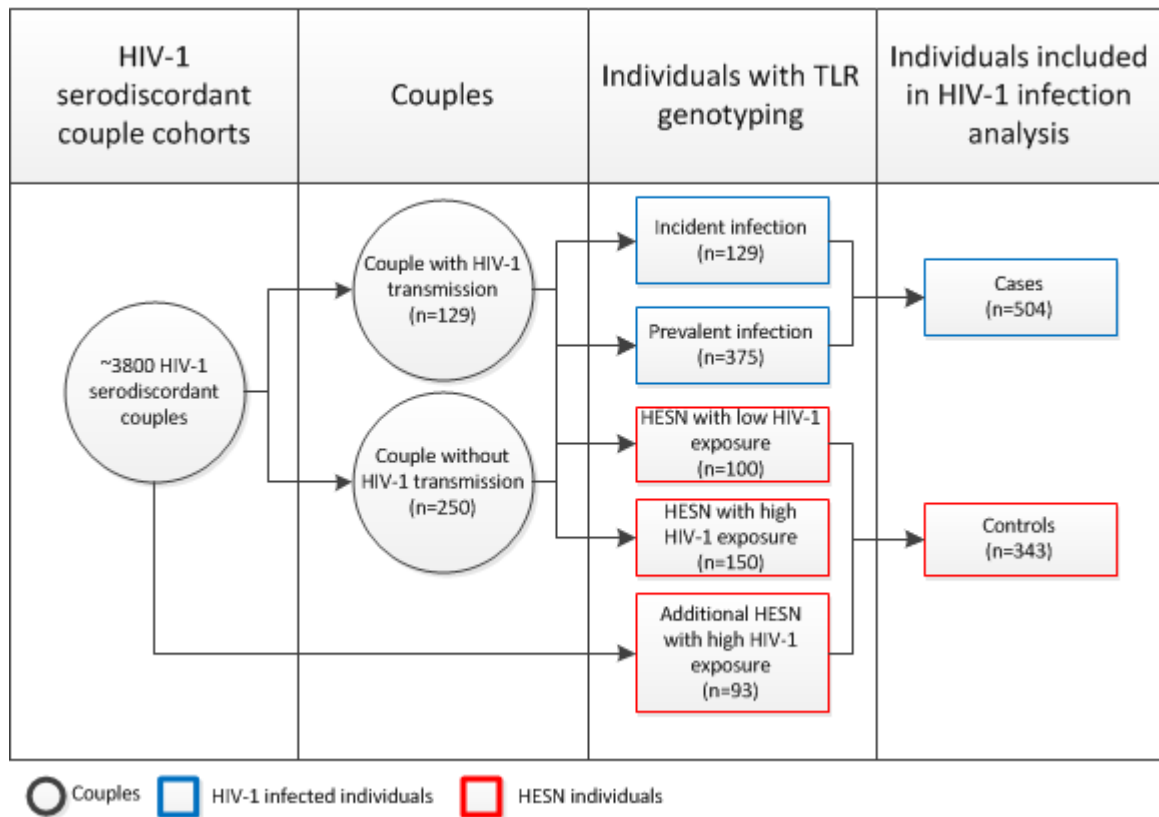 HIV-1
serodiscordant
couple cohorts
Couples
Individuals with TLR
genotyping
Individuals included
in HIV-1 infection
analysis
~3800 HIV-1
serodiscordant
couples
Couple with HIV-1
transmission
(n=129)
Couple without
HIV-1 transmission
(n=250)
Incident infection
(n=129)
Prevalent infection
(n=375)
HESN with low HIV-1
exposure
(n=100)
HESN with high
HIV-1 exposure
(n=150)
Additional HESN
with high HIV-1
exposure
(n=93)
Cases
(n=504)
Controls
(n=343)
Couples
HIV-1 infected individuals
HESN individuals